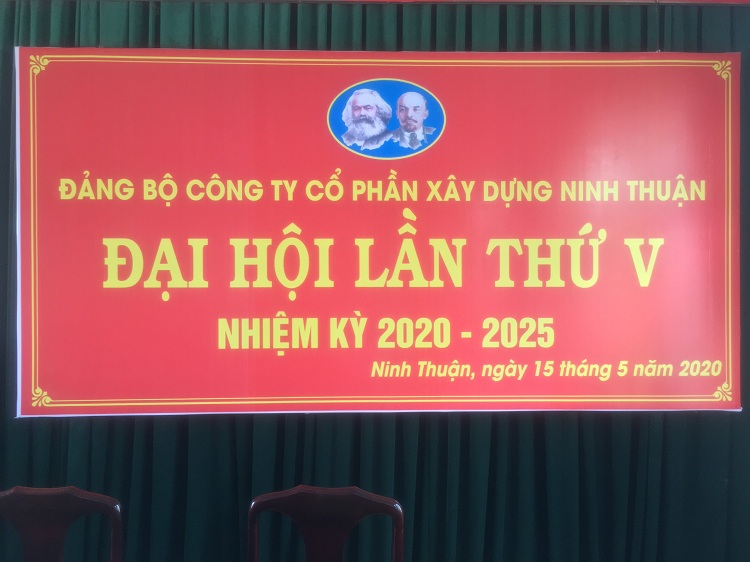 ĐẢNG BỘ CÔNG TY CỔ PHẦN XÂY DỰNG NINH THUẬN
ĐẠI HỘI LẦN THỨ V
NHIỆM KỲ 2020 - 2025
Ninh Thuận, ngày 15 tháng 5 năm 2020